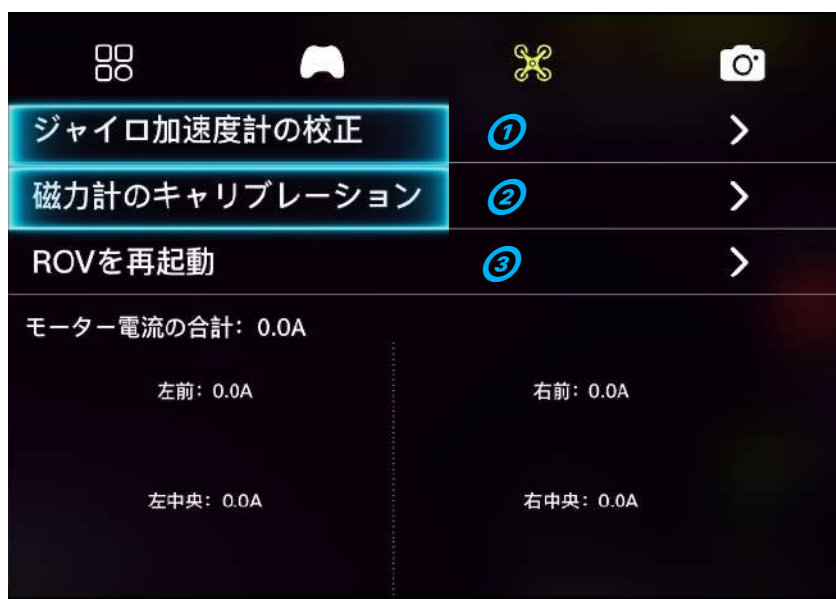 ジャイロ加速度計の校正 1
磁力計のキャリブレーション 2
ROVを再起動 3
モーター電流の合計: 0.0A
左前: 0.0A 右前: 0.0A
左中央: 0.0A 右中央: 0.0A